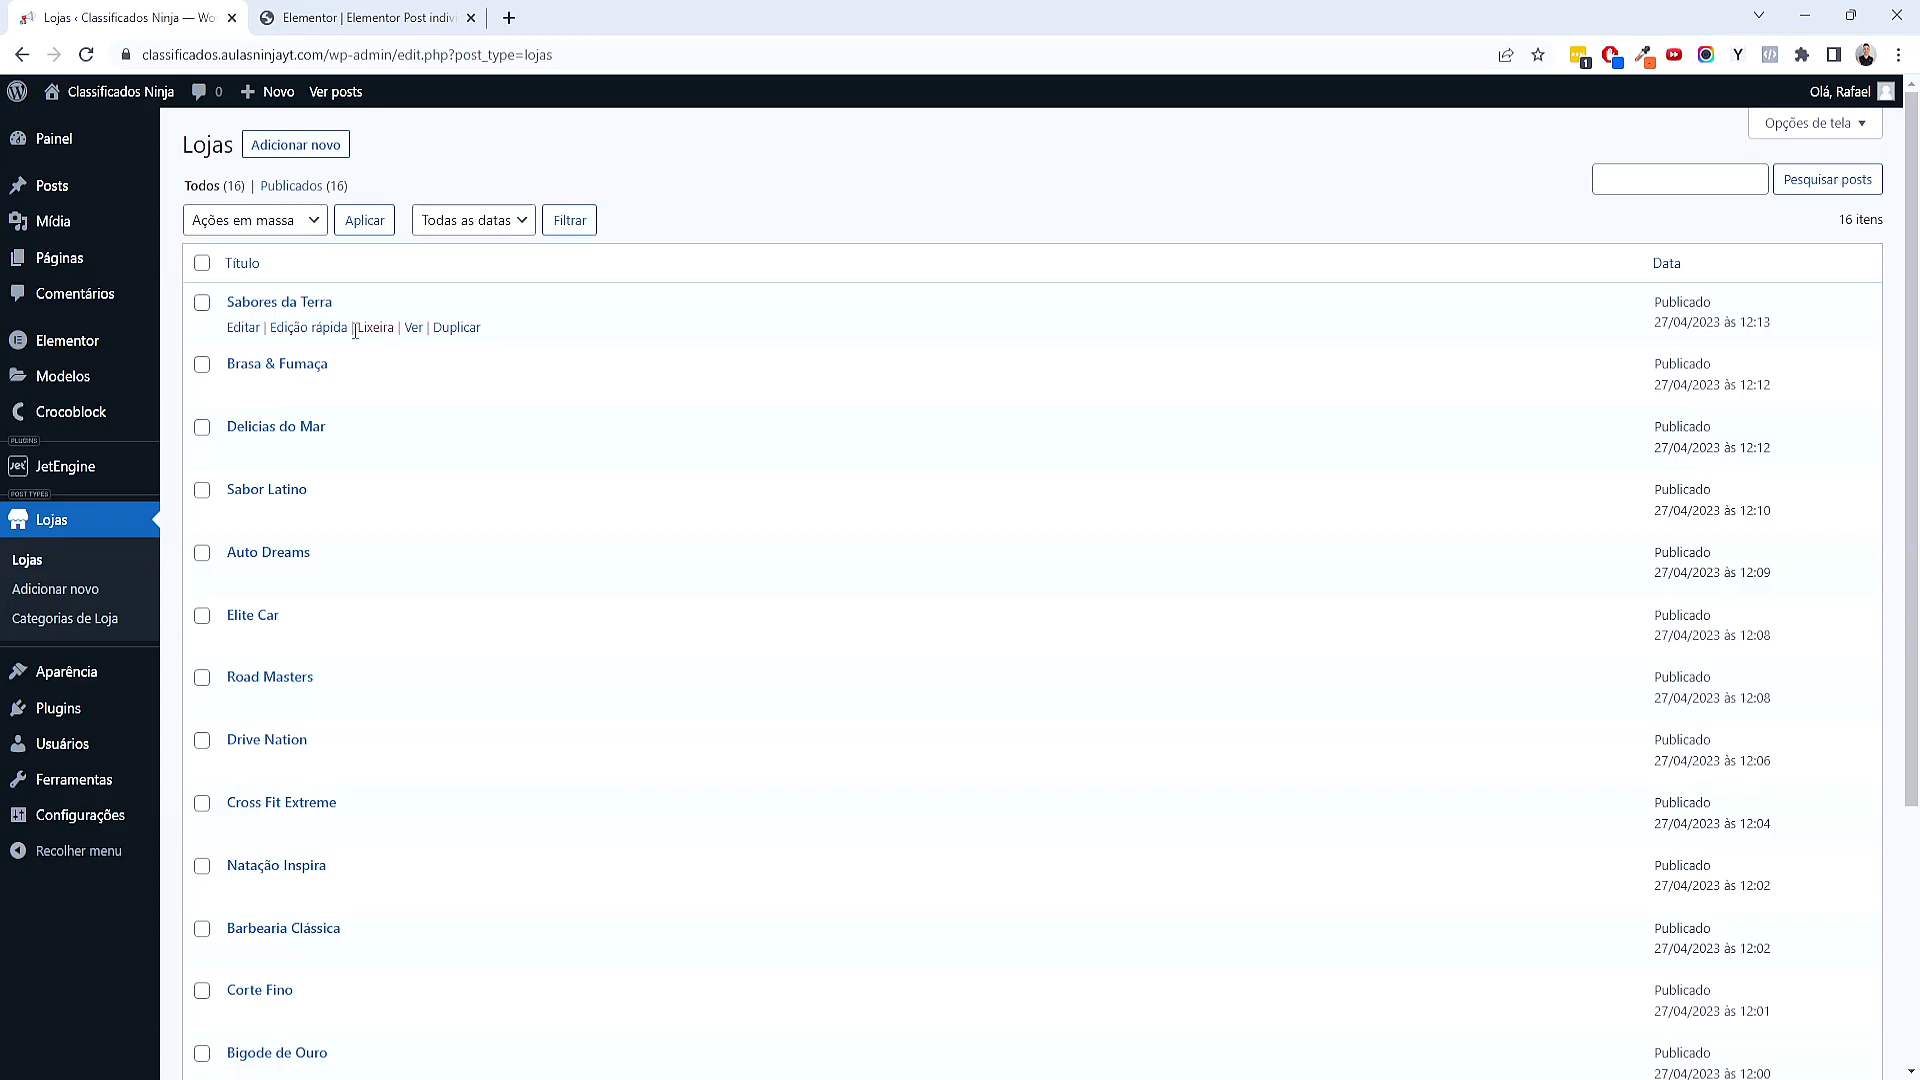 Lojas ‹ Classificados Ninja — Wo
Elementor | Elementor Post indivi
classificados.aulasninjayt.com/wp-admin/edit.php?post_type=lojas
Classificados Ninja 0 Novo Ver posts
Olá, Rafael
Painel
Posts
Mídia
Páginas
Comentários
Elementor
Modelos
Crocoblock
PLUGINS
JetEngine
POST TYPES
Lojas
Lojas
Adicionar novo
Categorias de Loja
Aparência
Plugins
Usuários
Ferramentas
Configurações
Recolher menu
Opções de tela
Lojas Adicionar novo
Todos (16) | Publicados (16)
Pesquisar posts
Ações em massa Aplicar Todas as datas Filtrar
16 itens
Título Data
Sabores da Terra Publicado
Editar | Edição rápida | Lixeira | Ver | Duplicar 27/04/2023 às 12:13
Brasa & Fumaça Publicado
27/04/2023 às 12:12
Delicias do Mar Publicado
27/04/2023 às 12:12
Sabor Latino Publicado
27/04/2023 às 12:10
Auto Dreams Publicado
27/04/2023 às 12:09
Elite Car Publicado
27/04/2023 às 12:08
Road Masters Publicado
27/04/2023 às 12:08
Drive Nation Publicado
27/04/2023 às 12:06
Cross Fit Extreme Publicado
27/04/2023 às 12:04
Natação Inspira Publicado
27/04/2023 às 12:02
Barbearia Clássica Publicado
27/04/2023 às 12:02
Corte Fino Publicado
27/04/2023 às 12:01
Bigode de Ouro Publicado
27/04/2023 às 12:00